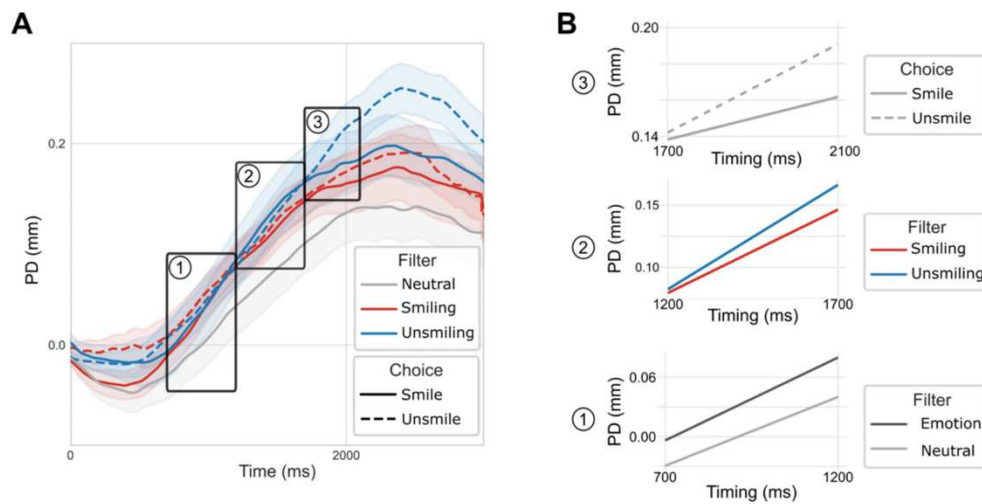 A
PD (mm)
0.2
0.0
0
2000
Time (ms)
1
2
3
Filter
Neutral
Smiling
Unsmiling
Choice
Smile
Unsmile
B
3
PD (mm)
0.20
0.14
1700
2100
Timing (ms)
Choice
Smile
Unsmile
2
PD (mm)
0.15
0.10
1200
1700
Timing (ms)
Filter
Smiling
Unsmiling
1
PD (mm)
0.06
0.00
700
1200
Timing (ms)
Filter
Emotion
Neutral